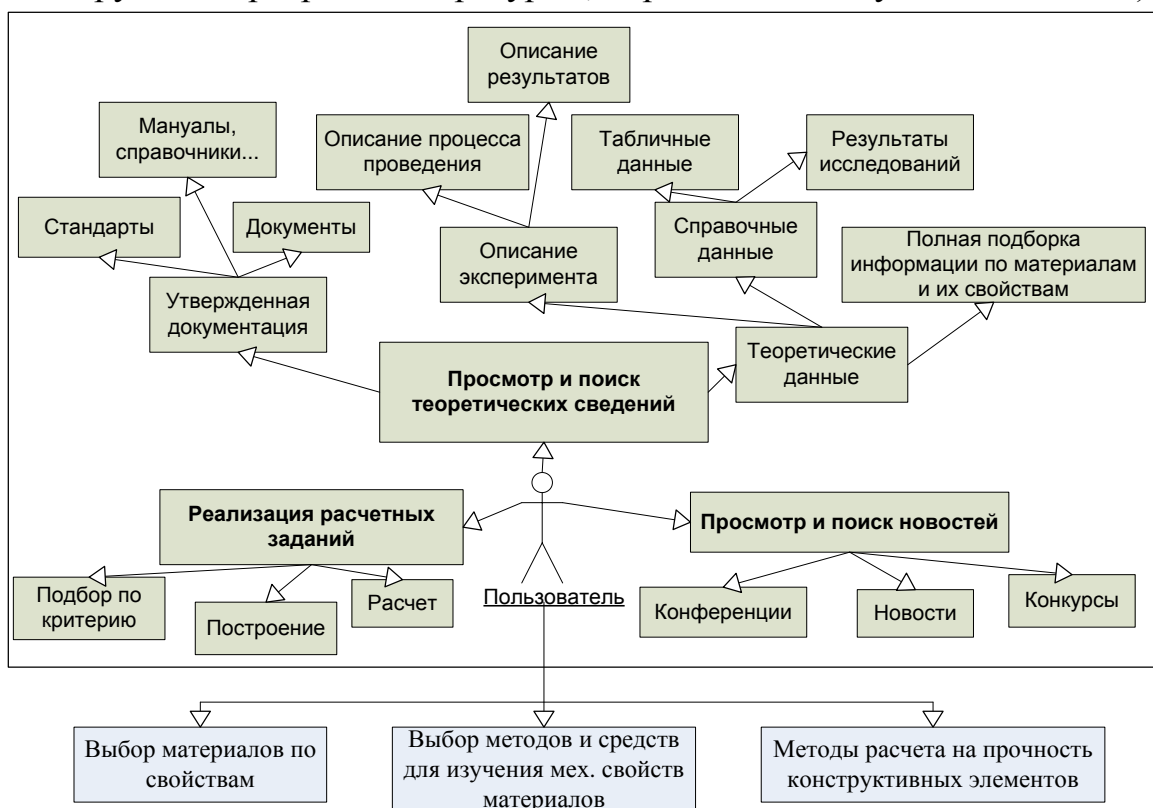 Описание
результатов
Мануалы,
справочники...
Описание процесса
проведения
Табличные
данные
Результаты
исследований
Стандарты
Документы
Описание
эксперимента
Справочные
данные
Полная подборка
информации по материалам
и их свойствам
Утвержденная
документация
Просмотр и поиск
теоретических сведений
Теоретические
данные
Реализация расчетных
заданий
Просмотр и поиск новостей
Подбор по
критерию
Построение
Расчет
Пользователь
Конференции
Новости
Конкурсы
Выбор материалов по
свойствам
Выбор методов и средств
для изучения мех. свойств
материалов
Методы расчета на прочность
конструктивных элементов